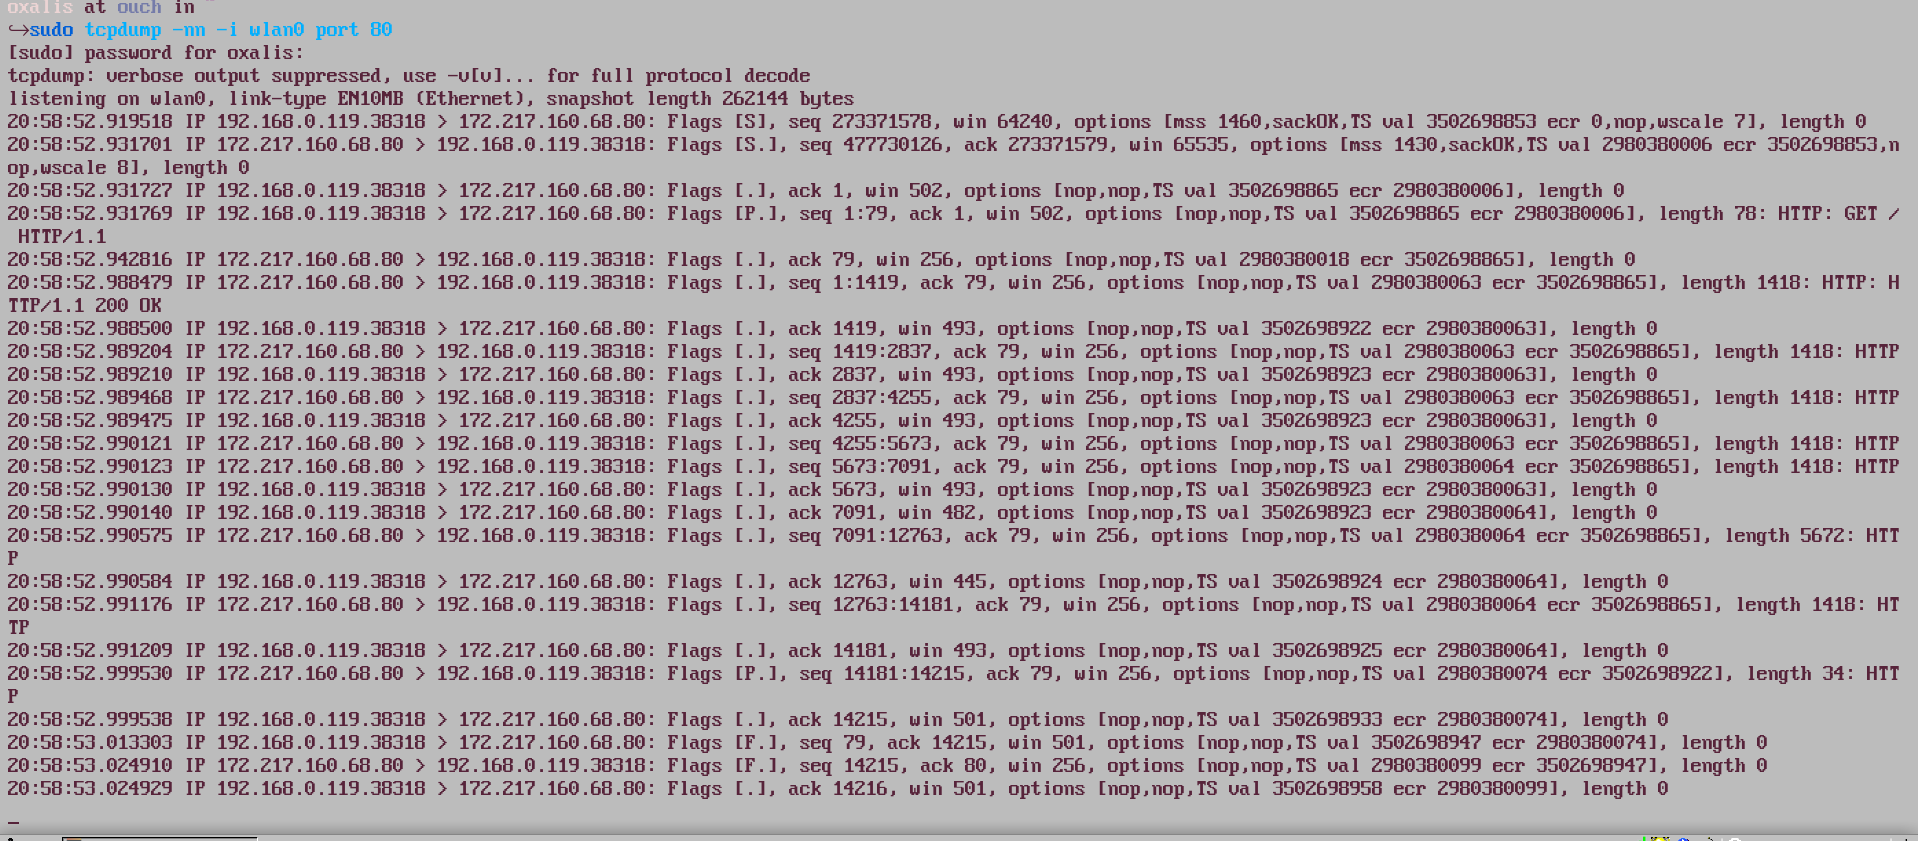 oxalis at ouch in ~
↪sudo tcpdump -nn -i wlan0 port 80
[sudo] password for oxalis:
tcpdump: verbose output suppressed, use -v[v]... for full protocol decode
listening on wlan0, link-type EN10MB (Ethernet), snapshot length 262144 bytes
20:58:52.919518 IP 192.168.0.119.38318 > 172.217.160.68.80: Flags [S], seq 273371578, win 64240, options [mss 1460,sackOK,TS val 3502698853 ecr 0,nop,wscale 7], length 0
20:58:52.931701 IP 172.217.160.68.80 > 192.168.0.119.38318: Flags [S.], seq 477730126, ack 273371579, win 65535, options [mss 1430,sackOK,TS val 2980380006 ecr 3502698853,n
op,wscale 8], length 0
20:58:52.931727 IP 192.168.0.119.38318 > 172.217.160.68.80: Flags [.], ack 1, win 502, options [nop,nop,TS val 3502698865 ecr 2980380006], length 0
20:58:52.931769 IP 192.168.0.119.38318 > 172.217.160.68.80: Flags [P.], seq 1:79, ack 1, win 502, options [nop,nop,TS val 3502698865 ecr 2980380006], length 78: HTTP: GET /
 HTTP/1.1
20:58:52.942816 IP 172.217.160.68.80 > 192.168.0.119.38318: Flags [.], ack 79, win 256, options [nop,nop,TS val 2980380018 ecr 3502698865], length 0
20:58:52.988479 IP 172.217.160.68.80 > 192.168.0.119.38318: Flags [.], seq 1:1419, ack 79, win 256, options [nop,nop,TS val 2980380063 ecr 3502698865], length 1418: HTTP: H
TTP/1.1 200 OK
20:58:52.988500 IP 192.168.0.119.38318 > 172.217.160.68.80: Flags [.], ack 1419, win 493, options [nop,nop,TS val 3502698922 ecr 2980380063], length 0
20:58:52.989204 IP 172.217.160.68.80 > 192.168.0.119.38318: Flags [.], seq 1419:2837, ack 79, win 256, options [nop,nop,TS val 2980380063 ecr 3502698865], length 1418: HTTP
20:58:52.989210 IP 192.168.0.119.38318 > 172.217.160.68.80: Flags [.], ack 2837, win 493, options [nop,nop,TS val 3502698923 ecr 2980380063], length 0
20:58:52.989468 IP 172.217.160.68.80 > 192.168.0.119.38318: Flags [.], seq 2837:4255, ack 79, win 256, options [nop,nop,TS val 2980380063 ecr 3502698865], length 1418: HTTP
20:58:52.989475 IP 192.168.0.119.38318 > 172.217.160.68.80: Flags [.], ack 4255, win 493, options [nop,nop,TS val 3502698923 ecr 2980380063], length 0
20:58:52.990121 IP 172.217.160.68.80 > 192.168.0.119.38318: Flags [.], seq 4255:5673, ack 79, win 256, options [nop,nop,TS val 2980380063 ecr 3502698865], length 1418: HTTP
20:58:52.990123 IP 172.217.160.68.80 > 192.168.0.119.38318: Flags [.], seq 5673:7091, ack 79, win 256, options [nop,nop,TS val 2980380064 ecr 3502698865], length 1418: HTTP
20:58:52.990130 IP 192.168.0.119.38318 > 172.217.160.68.80: Flags [.], ack 5673, win 493, options [nop,nop,TS val 3502698923 ecr 2980380063], length 0
20:58:52.990140 IP 192.168.0.119.38318 > 172.217.160.68.80: Flags [.], ack 7091, win 482, options [nop,nop,TS val 3502698923 ecr 2980380064], length 0
20:58:52.990575 IP 172.217.160.68.80 > 192.168.0.119.38318: Flags [.], seq 7091:12763, ack 79, win 256, options [nop,nop,TS val 2980380064 ecr 3502698865], length 5672: HTT
P
20:58:52.990584 IP 192.168.0.119.38318 > 172.217.160.68.80: Flags [.], ack 12763, win 445, options [nop,nop,TS val 3502698924 ecr 2980380064], length 0
20:58:52.991176 IP 172.217.160.68.80 > 192.168.0.119.38318: Flags [.], seq 12763:14181, ack 79, win 256, options [nop,nop,TS val 2980380064 ecr 3502698865], length 1418: HT
TP
20:58:52.991209 IP 192.168.0.119.38318 > 172.217.160.68.80: Flags [.], ack 14181, win 493, options [nop,nop,TS val 3502698925 ecr 2980380064], length 0
20:58:52.999530 IP 172.217.160.68.80 > 192.168.0.119.38318: Flags [P.], seq 14181:14215, ack 79, win 256, options [nop,nop,TS val 2980380074 ecr 3502698922], length 34: HTT
P
20:58:52.999538 IP 192.168.0.119.38318 > 172.217.160.68.80: Flags [.], ack 14215, win 501, options [nop,nop,TS val 3502698933 ecr 2980380074], length 0
20:58:53.013303 IP 192.168.0.119.38318 > 172.217.160.68.80: Flags [F.], seq 79, ack 14215, win 501, options [nop,nop,TS val 3502698947 ecr 2980380074], length 0
20:58:53.024910 IP 172.217.160.68.80 > 192.168.0.119.38318: Flags [F.], seq 14215, ack 80, win 256, options [nop,nop,TS val 2980380099 ecr 3502698947], length 0
20:58:53.024929 IP 192.168.0.119.38318 > 172.217.160.68.80: Flags [.], ack 14216, win 501, options [nop,nop,TS val 3502698958 ecr 2980380099], length 0